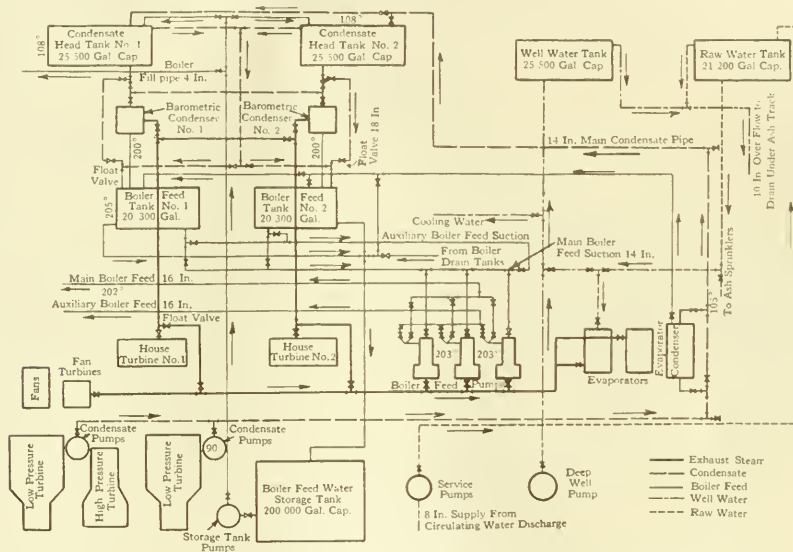 108°
108°
Condensate
Head Tank No. 1
25 500 Gal. Cap.
Condensate
Head Tank No. 2
25 500 Gal. Cap.
Well Water Tank
25 500 Gal Cap.
Raw Water Tank
21 200 Gal. Cap.
108°
Boiler
Fill pipe 4 In.
Barometric
Condenser
No. 1
Barometric
Condenser
No. 2
200°
200°
Float
Valve 18 In
Float
Valve
14 In. Main Condensate Pipe
10 In. Over Flow to
Drain Under Ash Track
205°
Boiler Feed
Tank No. 1
20 300 Gal.
Boiler Feed
Tank No. 2
20 300 Gal.
Cooling Water
Auxiliary Boiler Feed Suction
From Boiler
Drain Tanks
Main Boiler
Feed Suction 14 In.
Main Boiler Feed 16 In.
202°
Auxiliary Boiler Feed 16 In.
Float Valve
To Ash Sprinklers
105°
House
Turbine No.1
House
Turbine No.2
203°
203°
Evaporator
Condenser
Fan
Turbines
Fans
Boiler Feed Pumps
Evaporators
Condensate
Pumps
Condensate
Pumps
90
Low Pressure
Turbine
High Pressure
Turbine
Low Pressure
Turbine
Boiler Feed Water
Storage Tank
200 000 Gal. Cap.
Storage Tank
Pumps
Service
Pumps
Deep
Well
Pump
18 In. Supply From
Circulating Water Discharge
Exhaust Steam
Condensate
Boiler Feed
Well Water
Raw Water